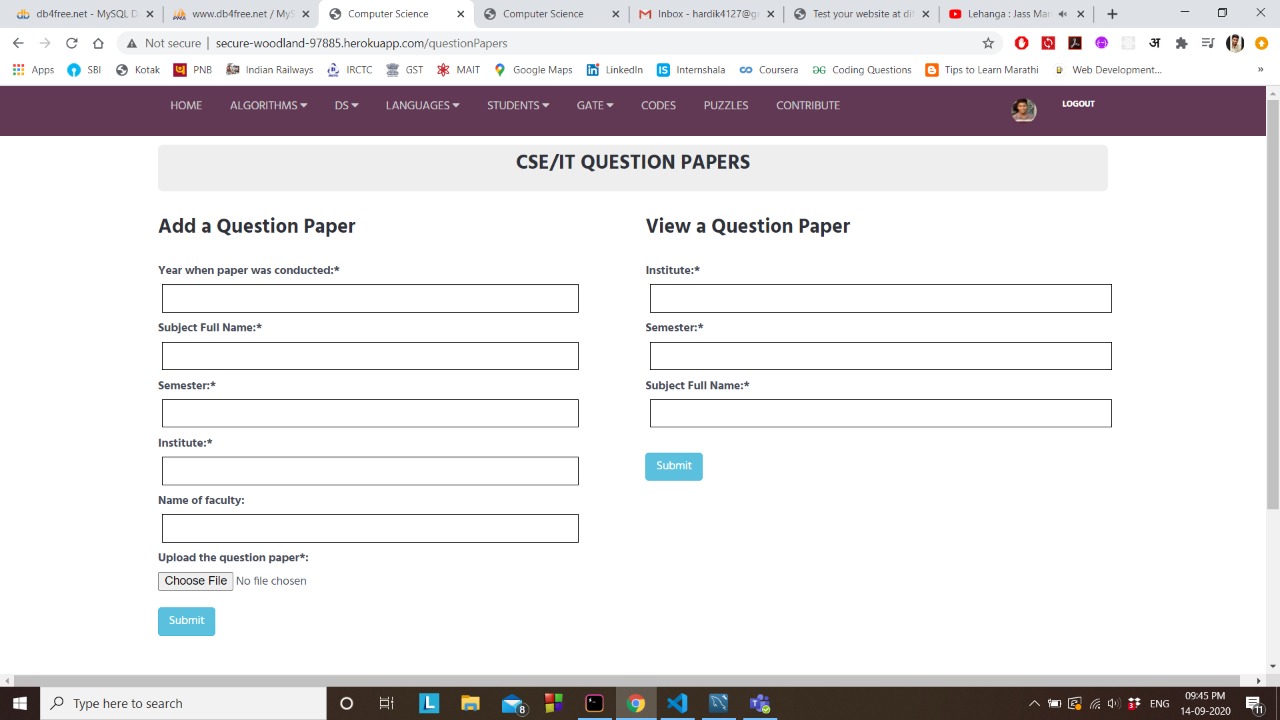 db4free.net - MySQL D
www.db4free.net / MyS
Computer Science
Computer Science
Inbox - hardik4127@g
Test your website at dif
Lehanga : Jass Man
Not secure | secure-woodland-97885.herokuapp.com/questionPapers
अ
Apps
SBI
Kotak
PNB
Indian Railways
IRCTC
GST
MAIT
Google Maps
LinkedIn
Internshala
Coursera
Coding Questions
Tips to Learn Marathi
Web Development...
»
HOME
ALGORITHMS
DS
LANGUAGES
STUDENTS
GATE
CODES
PUZZLES
CONTRIBUTE
LOGOUT
CSE/IT QUESTION PAPERS
Add a Question Paper
Year when paper was conducted:*
Subject Full Name:*
Semester:*
Institute:*
Name of faculty:
Upload the question paper*:
Choose File No file chosen
Submit
View a Question Paper
Institute:*
Semester:*
Subject Full Name:*
Submit
Type here to search
8
ENG
09:45 PM
14-09-2020
11